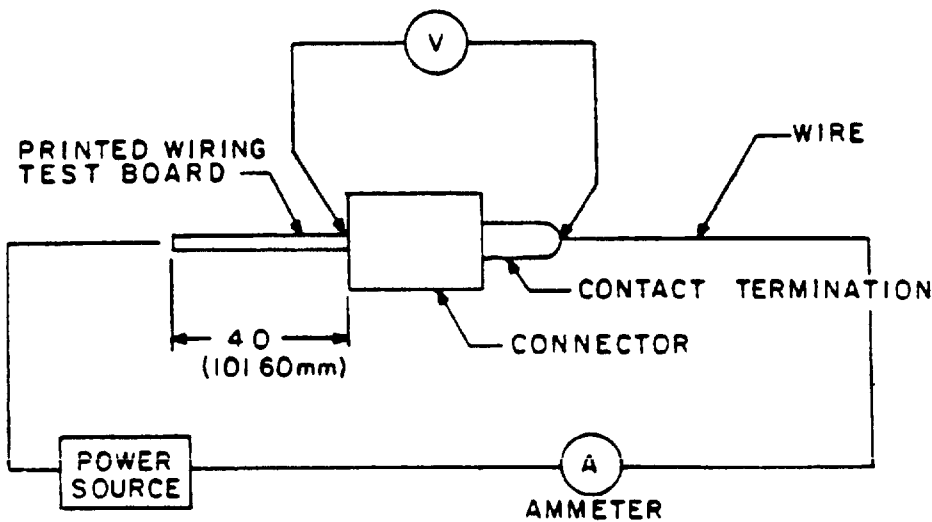 V
PRINTED WIRING
TEST BOARD
WIRE
CONTACT TERMINATION
4 0
(101 60mm)
CONNECTOR
POWER
SOURCE
A
AMMETER